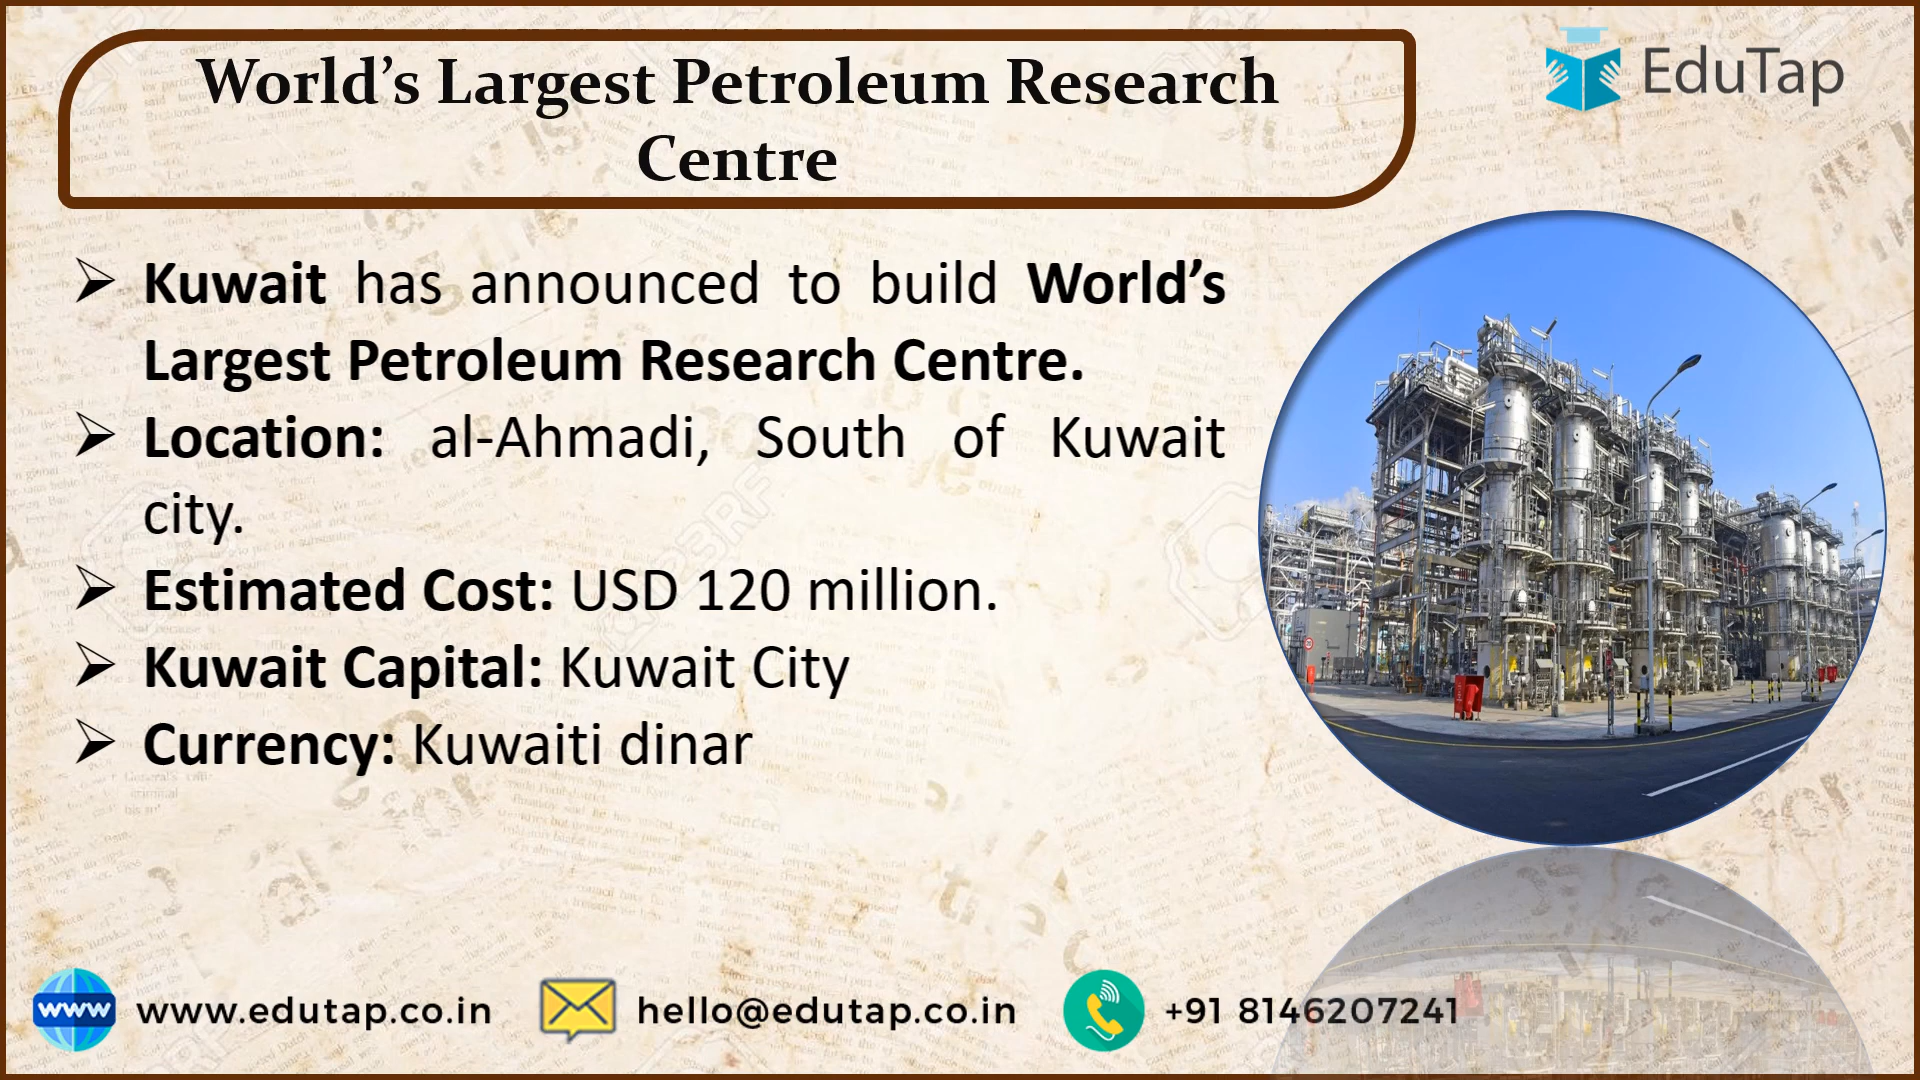 World’s Largest Petroleum Research
Centre
EduTap
➢ Kuwait has announced to build World’s
Largest Petroleum Research Centre.
➢ Location: al-Ahmadi, South of Kuwait
city.
➢ Estimated Cost: USD 120 million.
➢ Kuwait Capital: Kuwait City
➢ Currency: Kuwaiti dinar
www www.edutap.co.in hello@edutap.co.in +91 8146207241